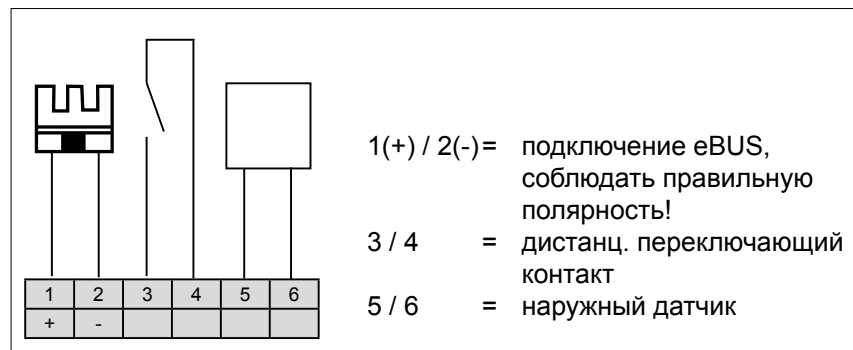 1(+) / 2(-)= подключение eBUS,
соблюдать правильную
полярность!
3 / 4 = дистанц. переключающий
контакт
5 / 6 = наружный датчик
1 2 3 4 5 6
+ -